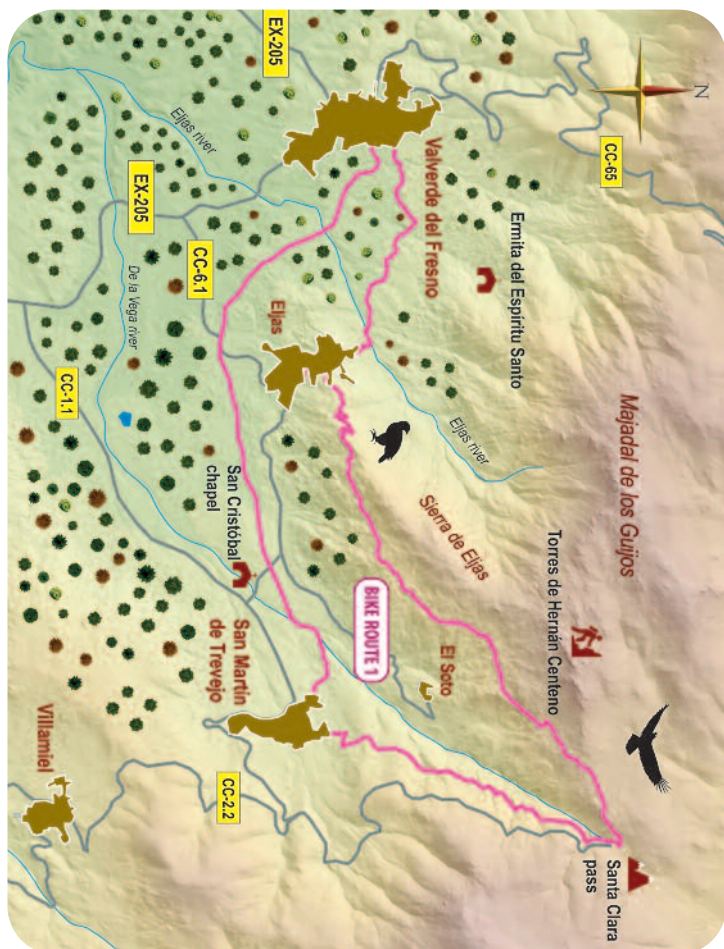 N
EX-205
CC-65
Eljas river
Valverde del Fresno
Ermita del Espíritu Santo
EX-205
CC-6.1
De la Vega river
Eljas
Majadal de los Guijos
Eljas river
CC-1.1
Sierra de Eljas
San Cristóbal
chapel
Torres de Hernán Centeno
BIKE ROUTE 1
El Soto
San Martín
de Trevejo
Villamiel
CC-2.2
Santa Clara
pass